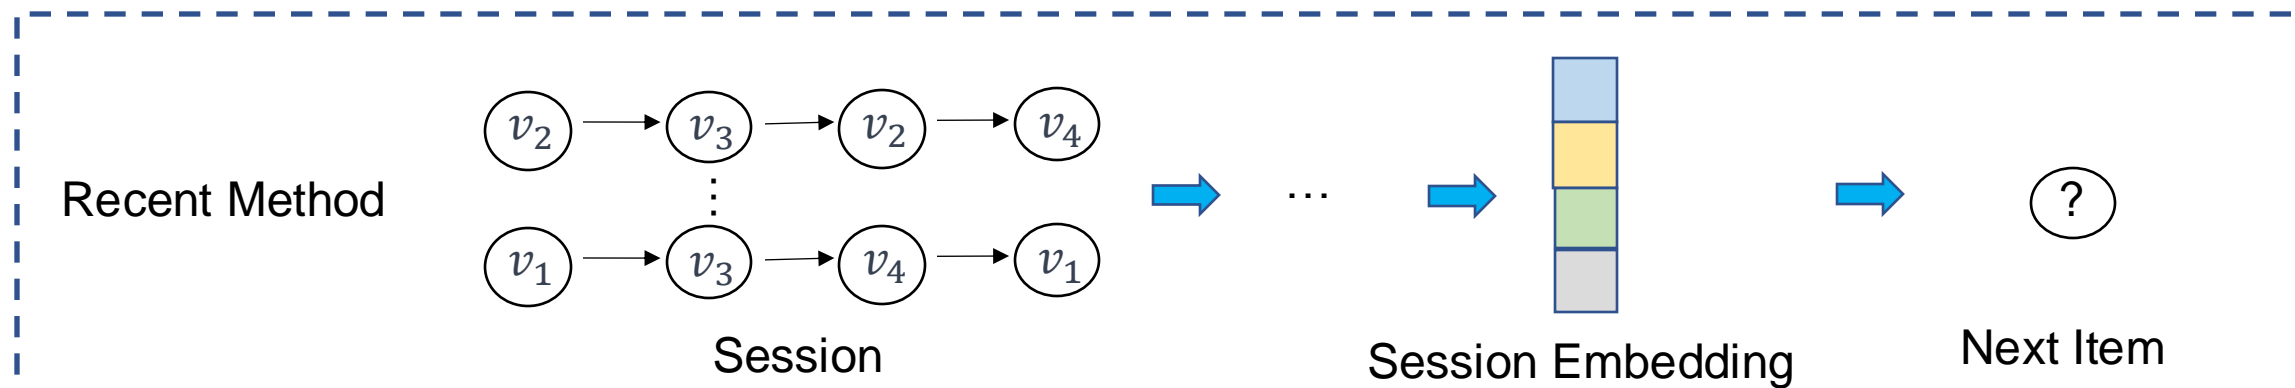 v₂ v₃ v₂ v₄
Recent Method
⋮
...
?
v₁ v₃ v₄ v₁
Session
Session Embedding
Next Item